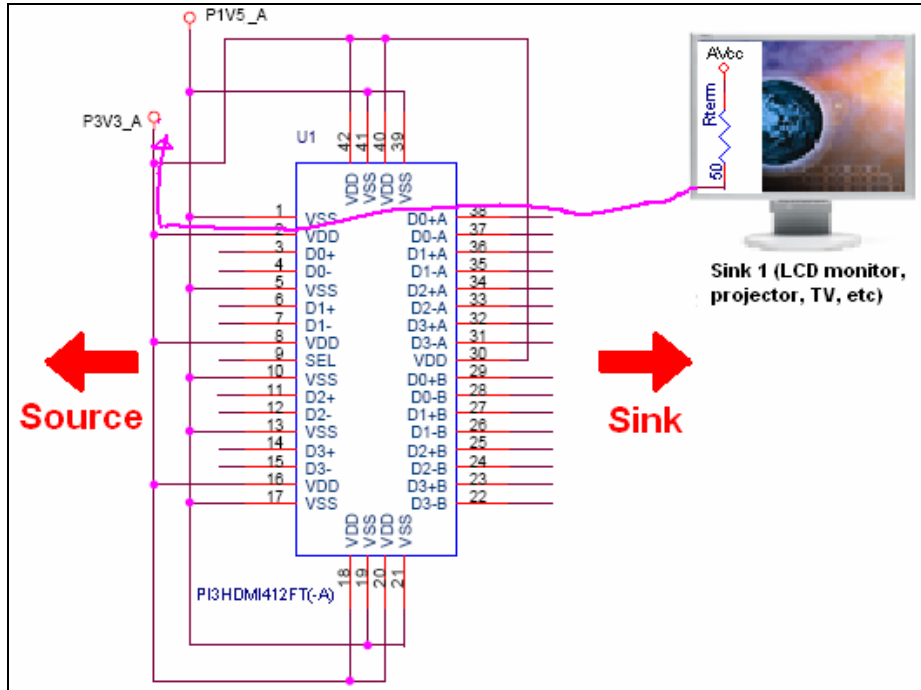 P1V5_A
P3V3_A
U1
42
41
40
39
VDD
VSS
VDD
VSS
1
VSS
2
VDD
3
D0+
4
D0-
5
VSS
6
D1+
7
D1-
8
VDD
9
SEL
10
VSS
11
D2+
12
D2-
13
VSS
14
D3+
15
D3-
16
VDD
17
VSS
D0+A
38
D0-A
37
D1+A
36
D1-A
35
D2+A
34
D2-A
33
D3+A
32
D3-A
31
VDD
30
D0+B
29
D0-B
28
D1+B
27
D1-B
26
D2+B
25
D2-B
24
D3+B
23
D3-B
22
VDD
VSS
VDD
VSS
18
19
20
21
PI3HDMI412FT(-A)
Source
Sink
AVcc
Rterm
50
Sink 1 (LCD monitor,
projector, TV, etc)